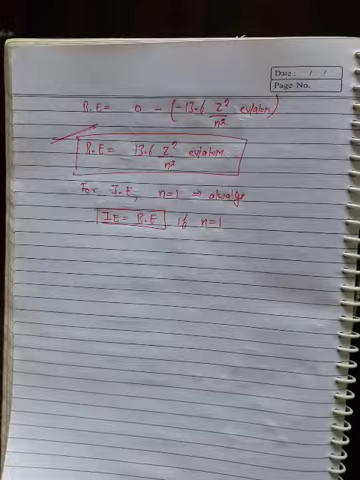 Date : / /
Page No.
B.E = 0 - (-13.6 Z²/n² ev/atom)
B.E = 13.6 Z²/n² ev/atom
For I.E, n=1 ⇒ always
IE = B.E if n=1